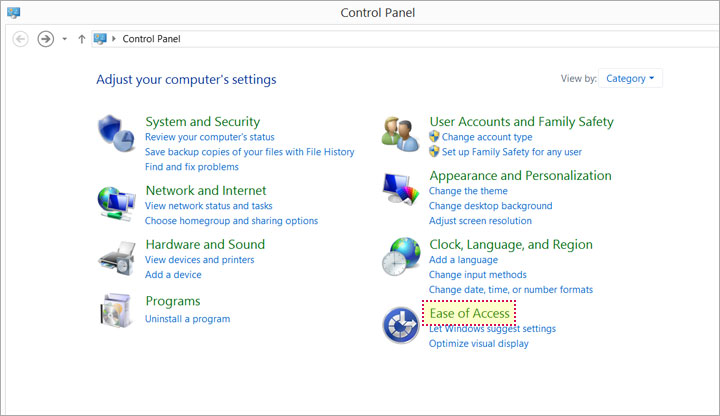 Control Panel
Control Panel
Adjust your computer's settings
View by: Category
System and Security
Review your computer's status
Save backup copies of your files with File History
Find and fix problems
Network and Internet
View network status and tasks
Choose homegroup and sharing options
Hardware and Sound
View devices and printers
Add a device
Programs
Uninstall a program
User Accounts and Family Safety
Change account type
Set up Family Safety for any user
Appearance and Personalization
Change the theme
Change desktop background
Adjust screen resolution
Clock, Language, and Region
Add a language
Change input methods
Change date, time, or number formats
Ease of Access
Let Windows suggest settings
Optimize visual display